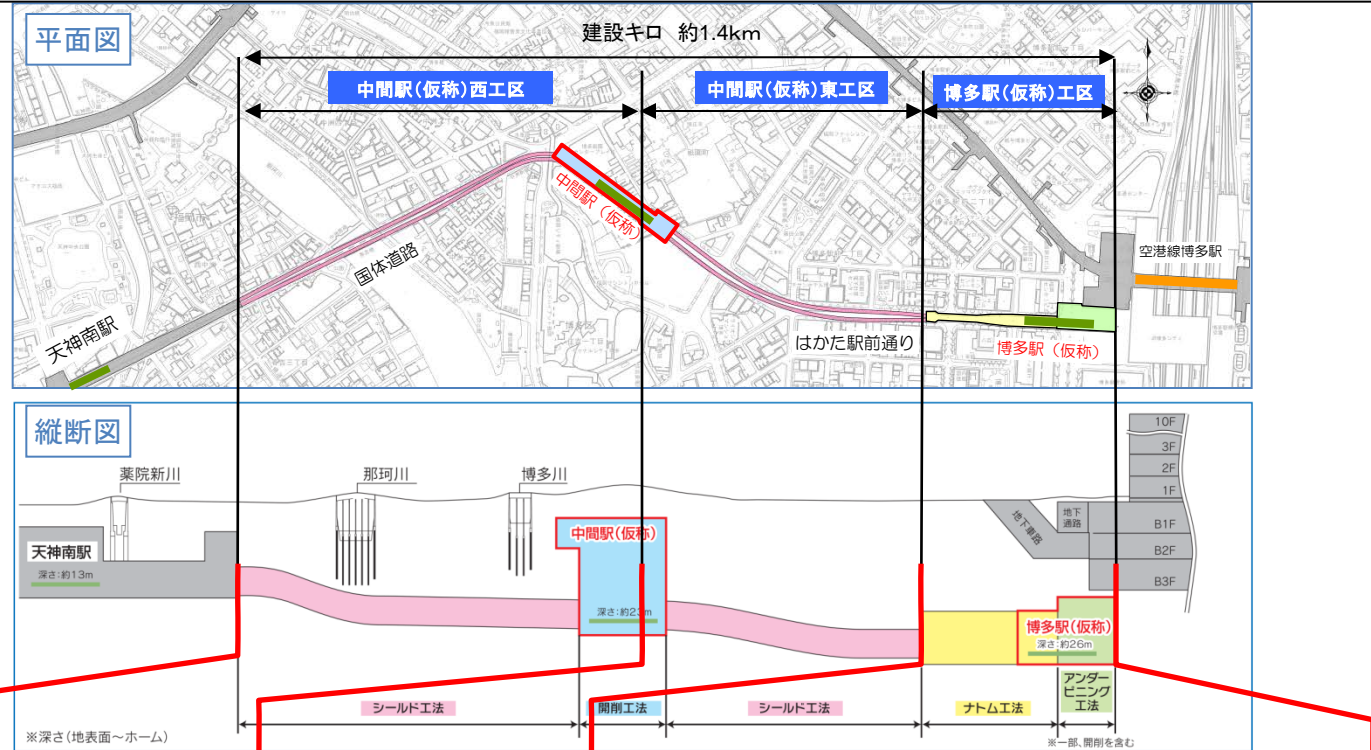 平面図
建設キロ 約1.4km
中間駅(仮称)西工区
中間駅(仮称)東工区
博多駅(仮称)工区
中間駅(仮称)
国体道路
天神南駅
はかた駅前通り
博多駅(仮称)
空港線博多駅
縦断図
薬院新川
那珂川
博多川
10F
3F
2F
1F
B1F
B2F
B3F
地下車路
地下
通路
天神南駅
深さ:約13m
中間駅(仮称)
深さ:約23m
博多駅(仮称)
深さ:約26m
シールド工法
開削工法
シールド工法
ナトム工法
アンダー
ピニング
工法
※深さ(地表面~ホーム)
※一部、開削を含む